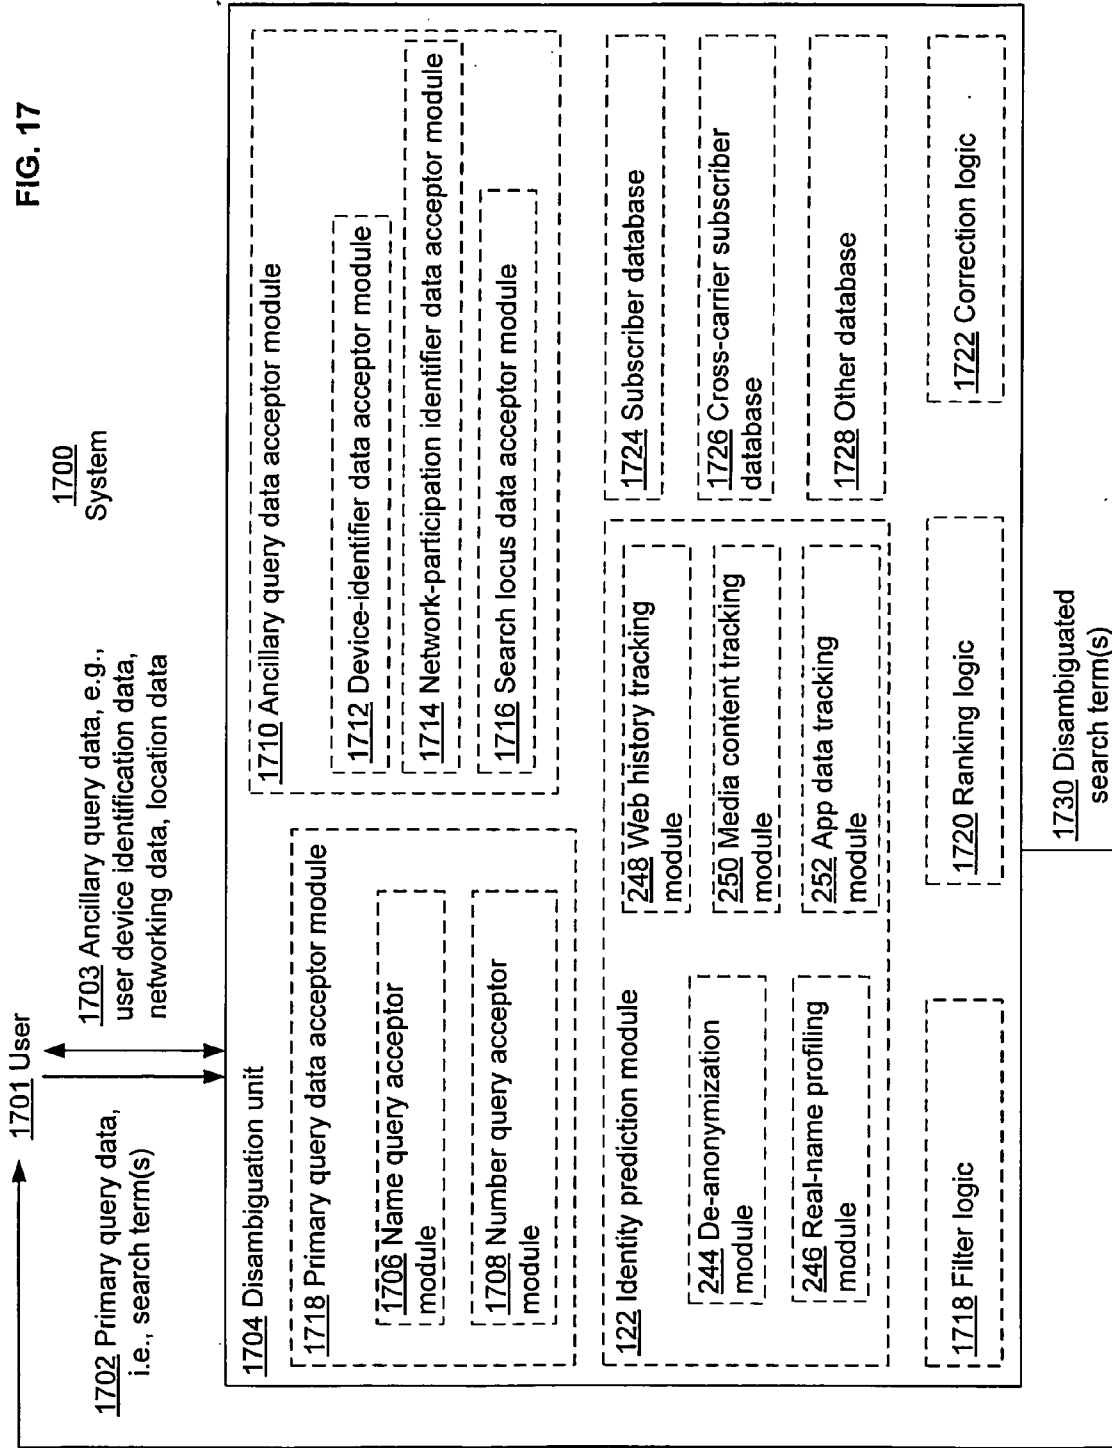 FIG. 17
1700
System
1701 User
1702 Primary query data,
i.e., search term(s)
1703 Ancillary query data, e.g.,
user device identification data,
networking data, location data
1704 Disambiguation unit
1718 Primary query data acceptor module
1706 Name query acceptor
module
1708 Number query acceptor
module
1710 Ancillary query data acceptor module
1712 Device-identifier data acceptor module
1714 Network-participation identifier data acceptor module
1716 Search locus data acceptor module
122 Identity prediction module
244 De-anonymization
module
246 Real-name profiling
module
248 Web history tracking
module
250 Media content tracking
module
252 App data tracking
module
1724 Subscriber database
1726 Cross-carrier subscriber
database
1728 Other database
1718 Filter logic
1720 Ranking logic
1722 Correction logic
1730 Disambiguated
search term(s)